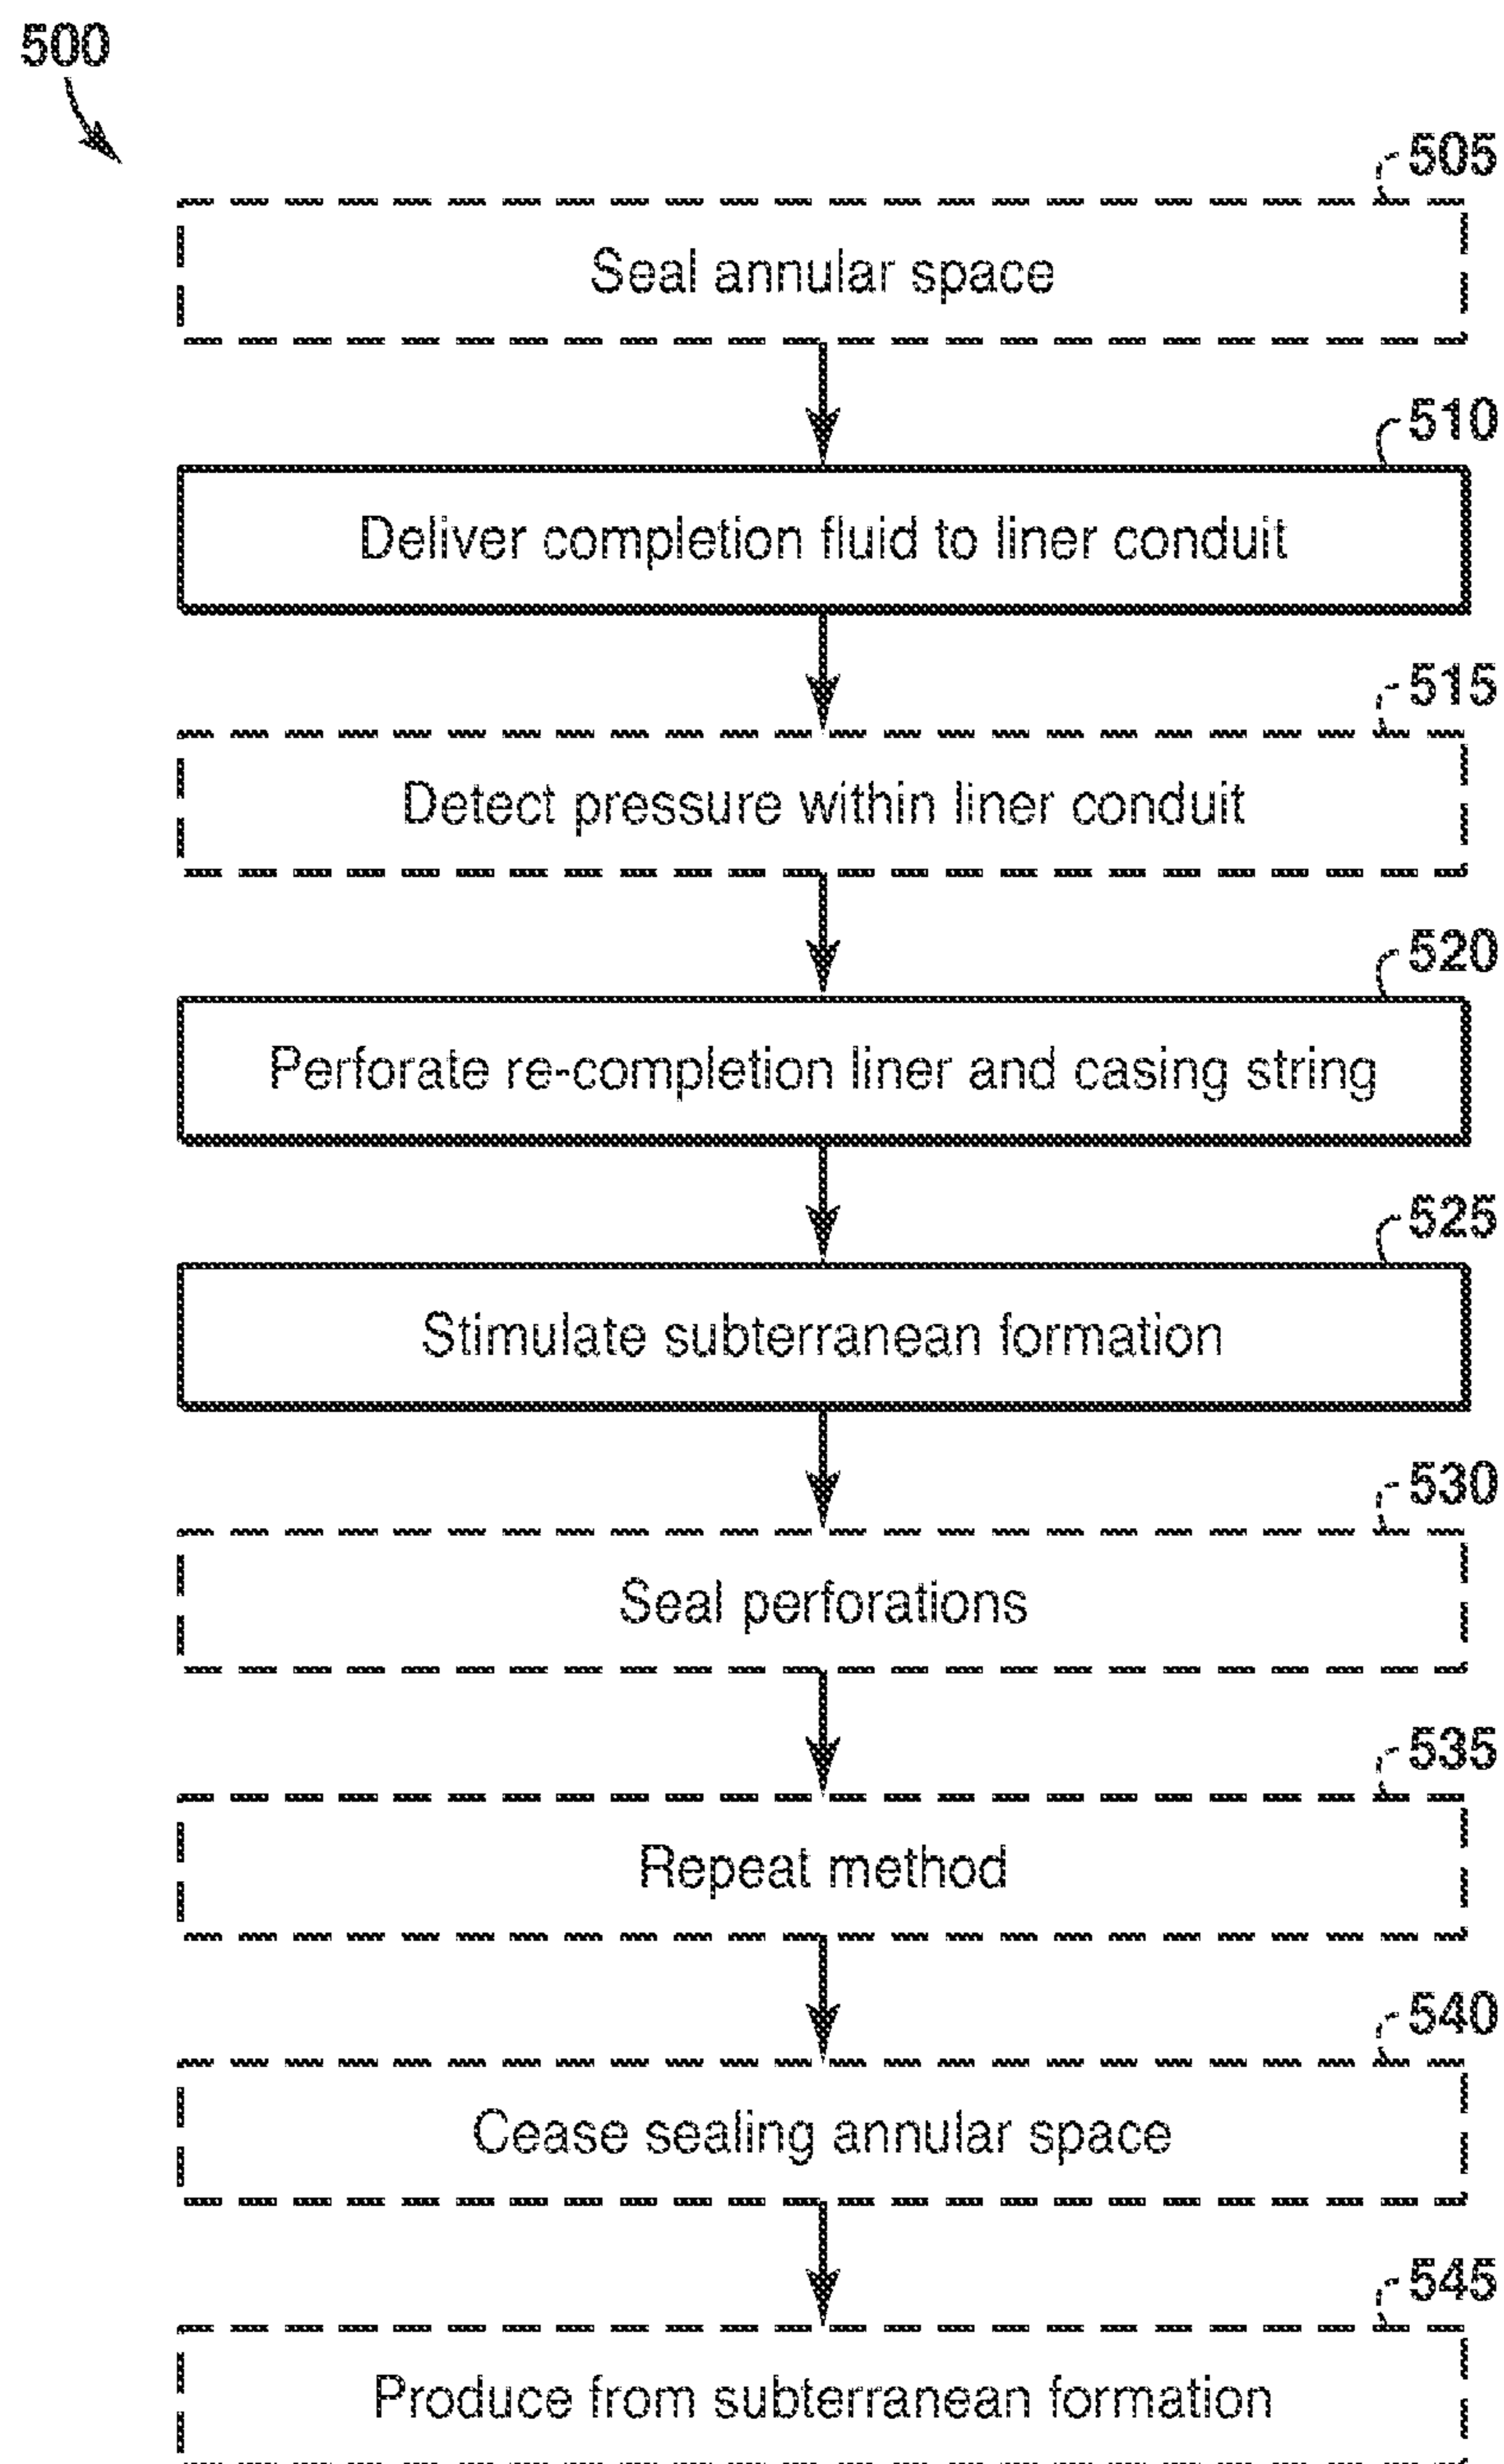 500
505
Seal annular space
510
Deliver completion fluid to liner conduit
515
Detect pressure within liner conduit
520
Perforate re-completion liner and casing string
525
Stimulate subterranean formation
530
Seal perforations
535
Repeat method
540
Cease sealing annular space
545
Produce from subterranean formation